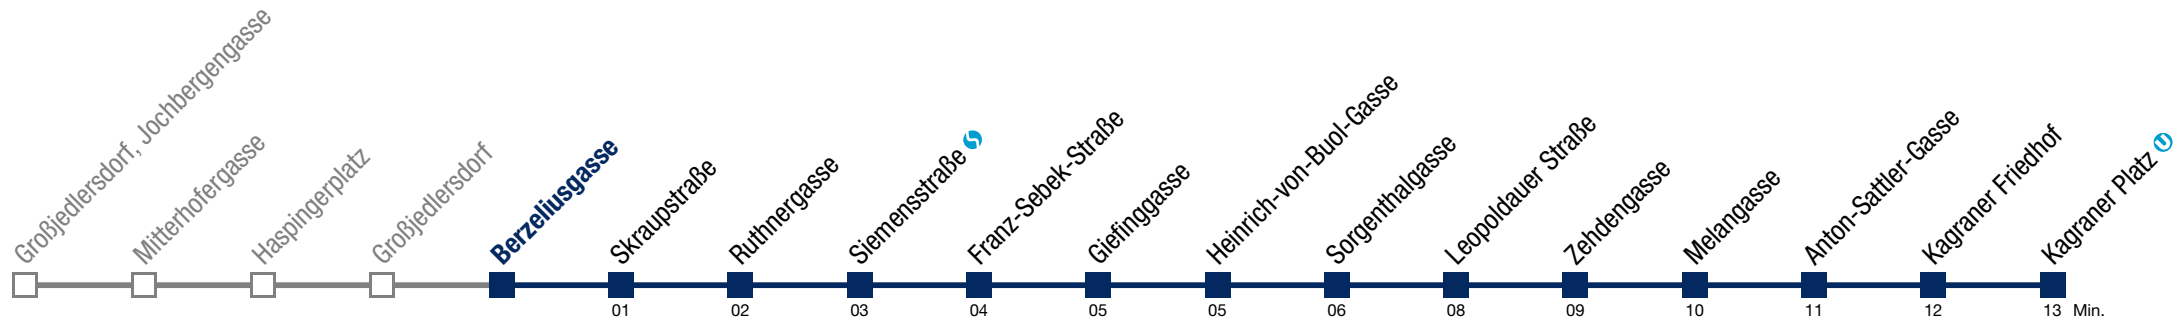 Großjedlersdorf, Jochbergengasse
Mitterhofergasse
Haspingerplatz
Großjedlersdorf
Berzeliusgasse
Skraupstraße
Ruthnergasse
Siemensstraße S
Franz-Sebek-Straße
Giefinggasse
Heinrich-von-Buol-Gasse
Sorgenthalgasse
Leopoldauer Straße
Zehdengasse
Melangasse
Anton-Sattler-Gasse
Kagraner Friedhof
Kagraner Platz U
01 02 03 04 05 05 06 08 09 10 11 12 13 Min.